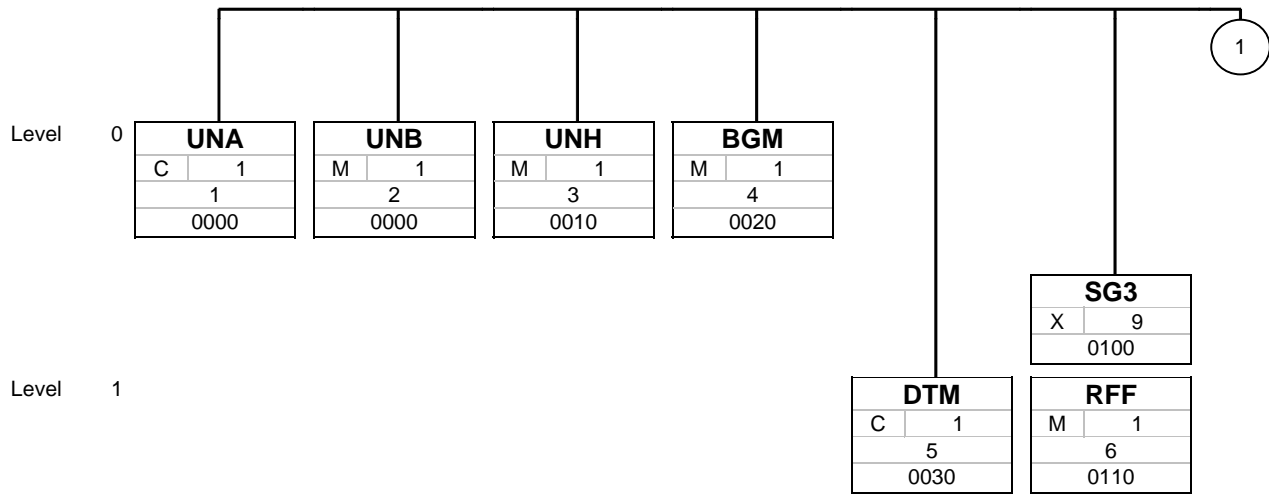 1
Level 0
UNA
C 1
1
0000
UNB
M 1
2
0000
UNH
M 1
3
0010
BGM
M 1
4
0020
SG3
X 9
0100
Level 1
DTM
C 1
5
0030
RFF
M 1
6
0110